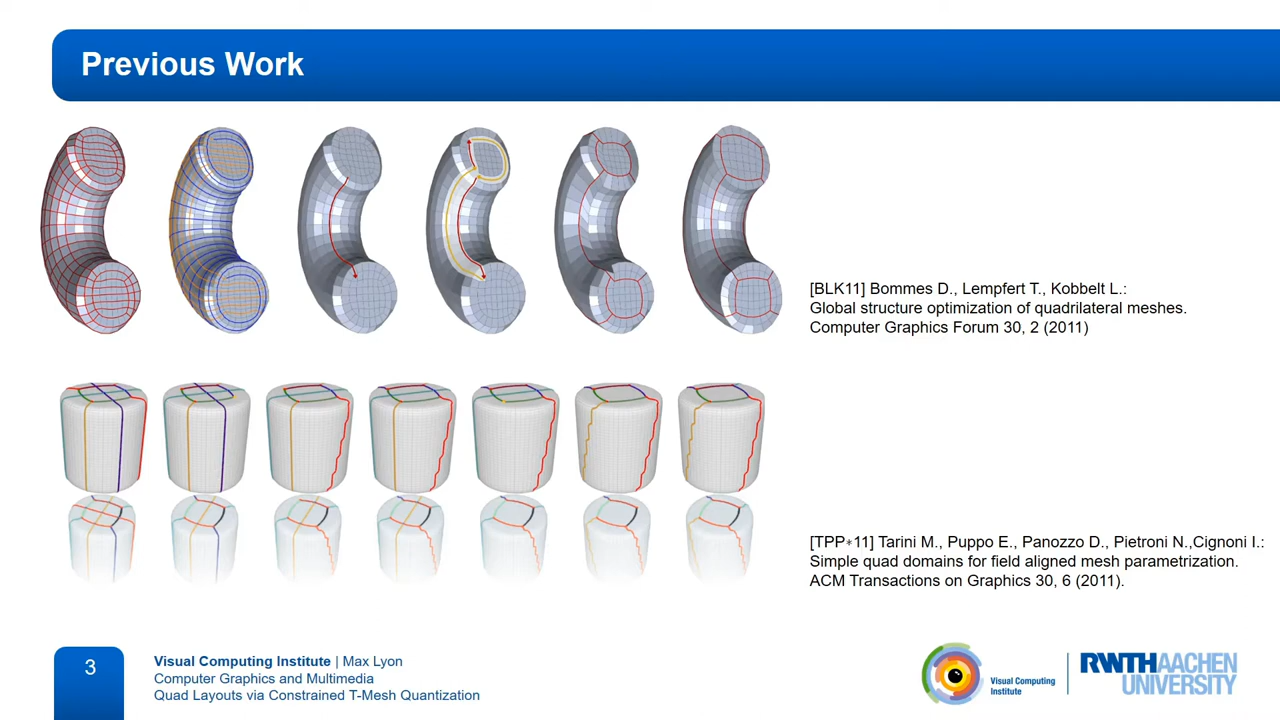 Previous Work
[BLK11] Bommes D., Lempfert T., Kobbelt L.:
Global structure optimization of quadrilateral meshes.
Computer Graphics Forum 30, 2 (2011)
[TPP∗11] Tarini M., Puppo E., Panozzo D., Pietroni N.,Cignoni I.:
Simple quad domains for field aligned mesh parametrization.
ACM Transactions on Graphics 30, 6 (2011).
3
Visual Computing Institute | Max Lyon
Computer Graphics and Multimedia
Quad Layouts via Constrained T-Mesh Quantization
Visual Computing
Institute
RWTHAACHEN
UNIVERSITY